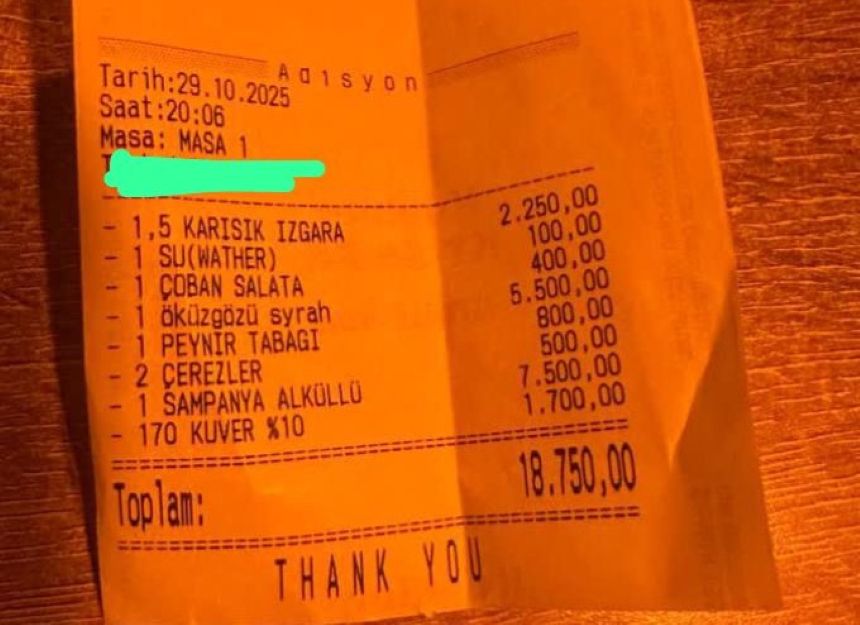 Adisyon
Tarih:29.10.2025
Saat:20:06
Masa: MASA 1
- 1,5 KARISIK IZGARA 2.250,00
- 1 SU(WATHER) 100,00
- 1 ÇOBAN SALATA 400,00
- 1 öküzgözü syrah 5.500,00
- 1 PEYNIR TABAGI 800,00
- 2 ÇEREZLER 500,00
- 1 SAMPANYA ALKÜLLÜ 7.500,00
- 170 KUVER %10 1.700,00
Toplam: 18.750,00
THANK YOU